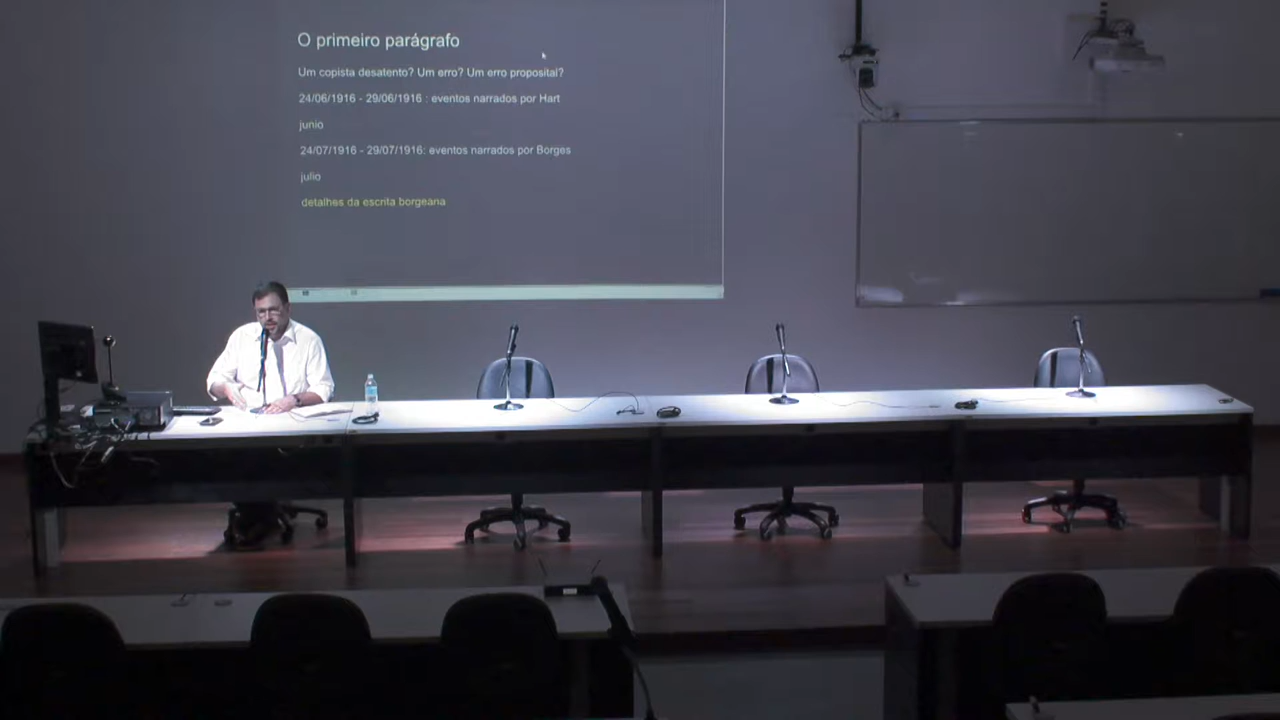 O primeiro parágrafo
Um copista desatento? Um erro? Um erro proposital?
24/06/1916 - 29/06/1916 : eventos narrados por Hart
junio
24/07/1916 - 29/07/1916: eventos narrados por Borges
julio
detalhes da escrita borgeana